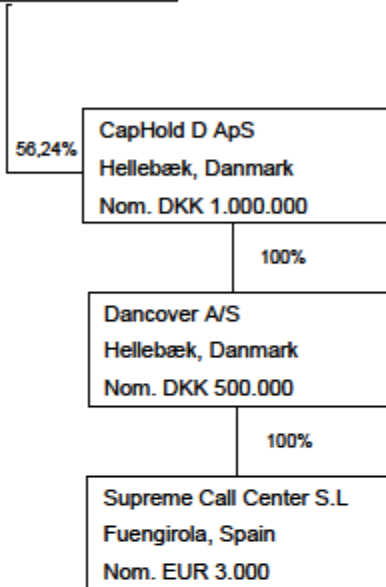 56,24%
CapHold D ApS
Hellebæk, Danmark
Nom. DKK 1.000.000
100%
Dancover A/S
Hellebæk, Danmark
Nom. DKK 500.000
100%
Supreme Call Center S.L
Fuengirola, Spain
Nom. EUR 3.000